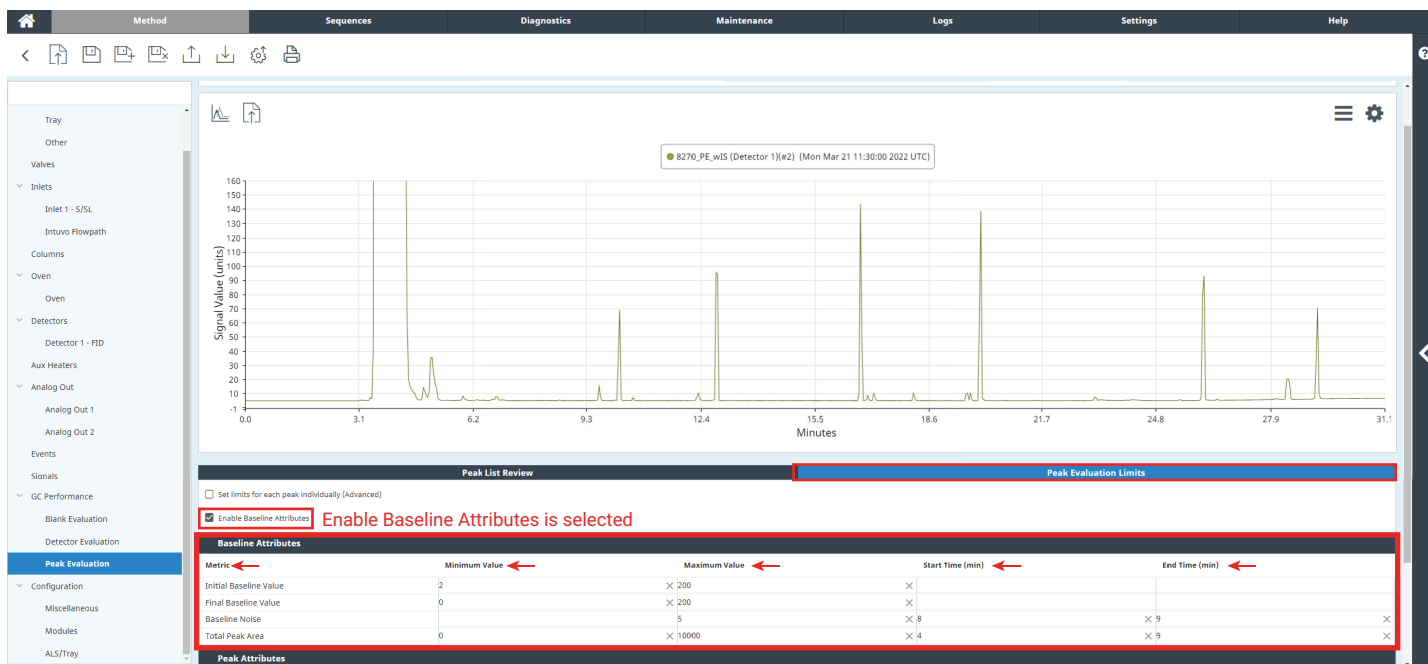 Method Sequences Diagnostics Maintenance Logs Settings Help
?
Tray
Other
Valves
Inlets
Inlet 1 - S/SL
Intuvo Flowpath
Columns
Oven
Oven
Detectors
Detector 1 - FID
Aux Heaters
Analog Out
Analog Out 1
Analog Out 2
Events
Signals
GC Performance
Blank Evaluation
Detector Evaluation
Peak Evaluation
Configuration
Miscellaneous
Modules
ALS/Tray
8270_PE_wIS (Detector 1)(#2) (Mon Mar 21 11:30:00 2022 UTC)
Signal Value (units)
160
150
140
130
120
110
100
90
80
70
60
50
40
30
20
10
-1
0.0 3.1 6.2 9.3 12.4 15.5 18.6 21.7 24.8 27.9 31.1
Minutes
Peak List Review Peak Evaluation Limits
Set limits for each peak individually (Advanced)
Enable Baseline Attributes Enable Baseline Attributes is selected
Baseline Attributes
Metric Minimum Value Maximum Value Start Time (min) End Time (min)
Initial Baseline Value 2 200
Final Baseline Value 0 200
Baseline Noise 5 8 9
Total Peak Area 0 10000 4 9
Peak Attributes